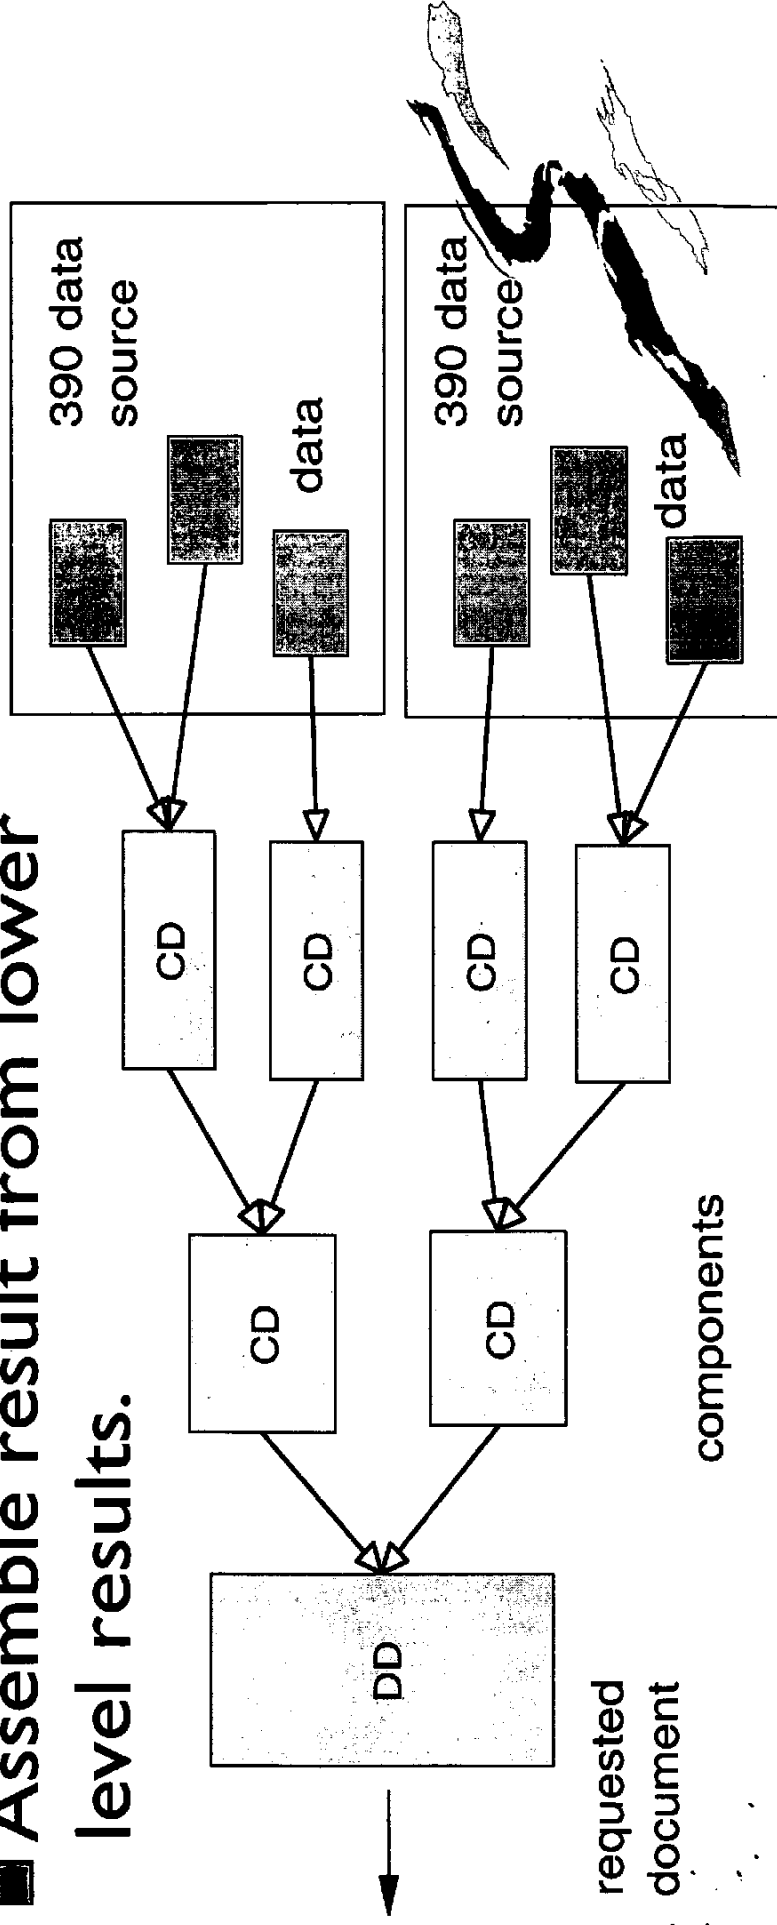 Assemble result from lower
level results.
390 data
source
data
390 data
source
data
CD
CD
CD
CD
CD
CD
DD
components
requested
document